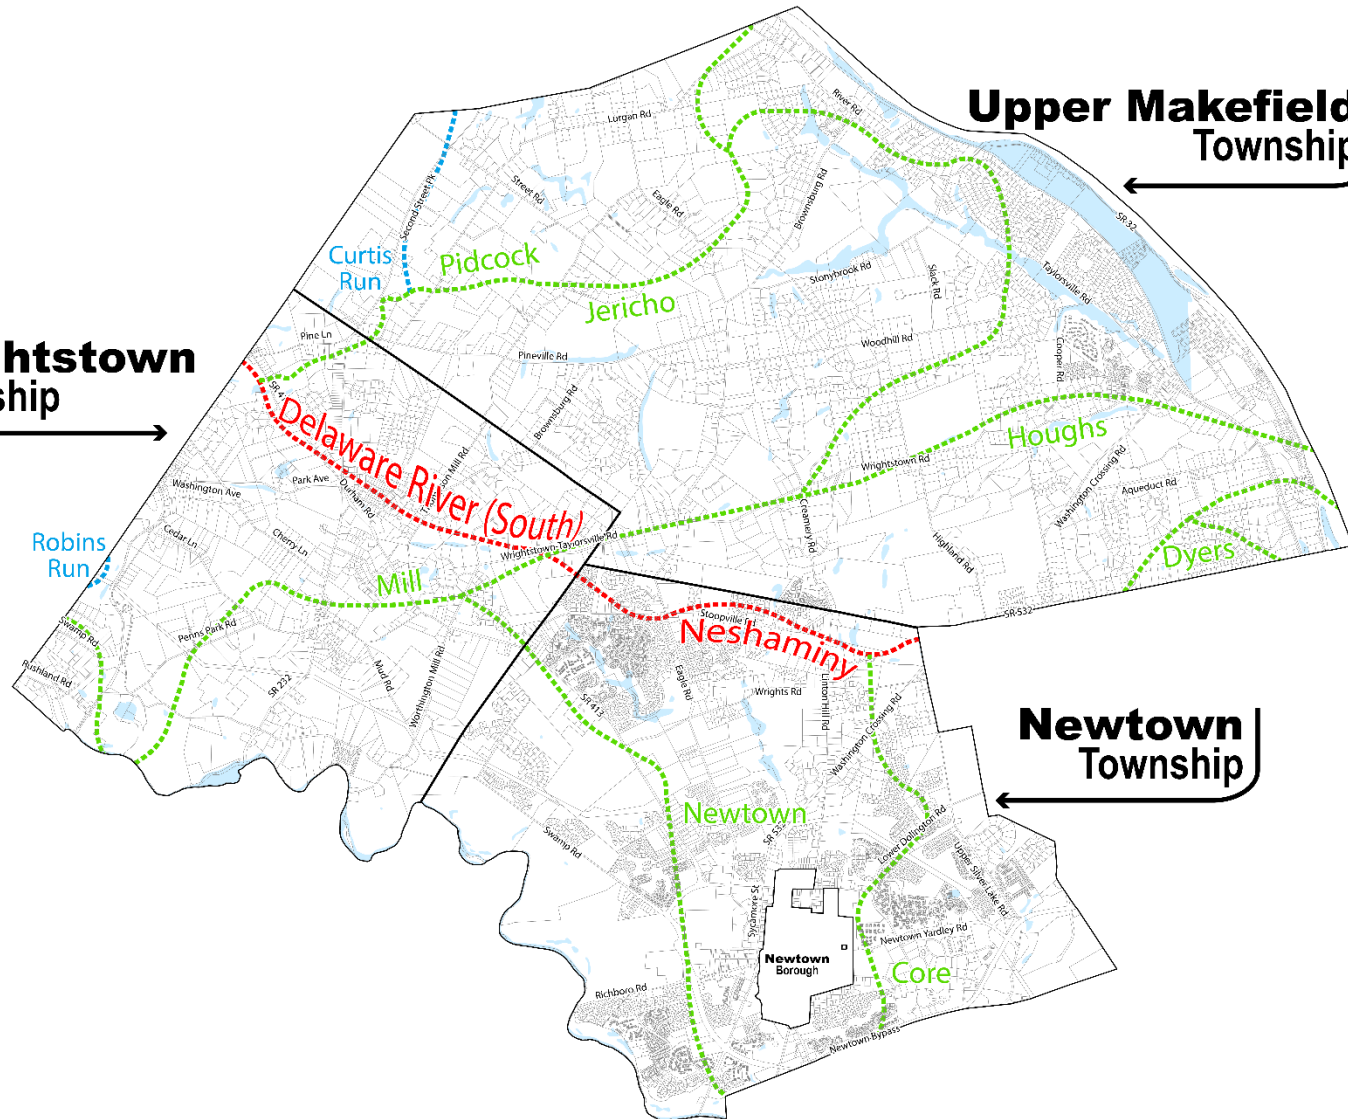 Upper Makefield
Township
River Rd
Lurgan Rd
Second Street Pk
Street Rd
Eagle Rd
Brownsburg Rd
SR 32
Curtis
Run
Pidcock
Jericho
Stonybrook Rd
Slack Rd
Taylorsville Rd
Pine Ln
Pineville Rd
Woodhill Rd
Cooper Rd
htstown
ship
SR 4
Brownsburg Rd
Delaware River (South)
Houghs
Wrightstown Rd
Washington Crossing Rd
Aqueduct Rd
Washington Ave
Park Ave
Durham Rd
Mill Rd
Creamery Rd
Highland Rd
Cedar Ln
Cherry Ln
Wrightstown-Taylorsville Rd
Robins
Run
Mill
Dyers
SR-532
Swamp Rd
Penns Park Rd
Stoopville
Neshaminy
Rushland Rd
SR 232
Mud Rd
Worthington Mill Rd
SR 413
Eagle Rd
Wrights Rd
Linton Hill Rd
Washington Crossing Rd
Newtown
Township
Newtown
SR 532
Swamp Rd
Lower Dolington Rd
Upper Silver Lake Rd
Sycamore St
Newtown Yardley Rd
Newtown
Borough
Core
Richboro Rd
Newtown-Bypass